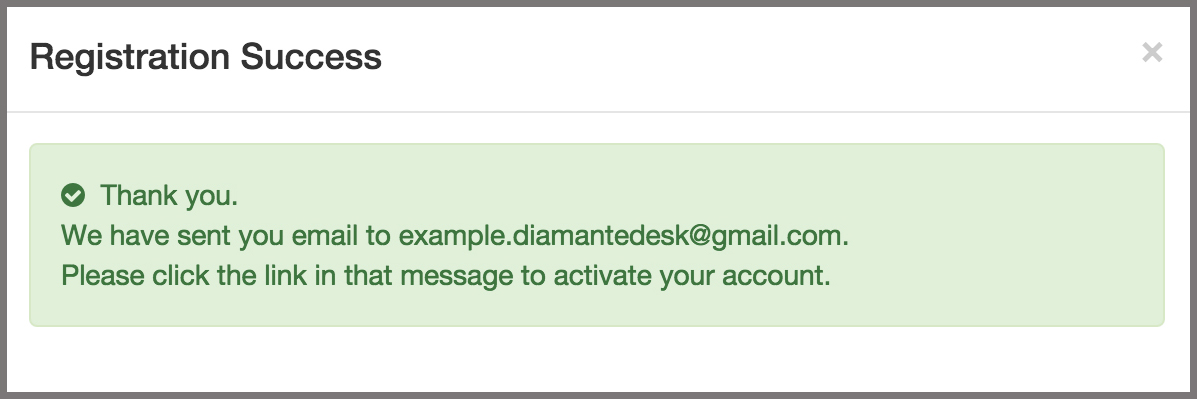 Registration Success
×
Thank you.
We have sent you email to example.diamantedesk@gmail.com.
Please click the link in that message to activate your account.